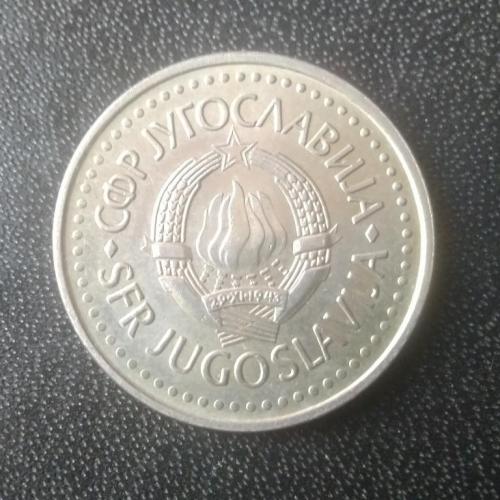 СФР ЈУГОСЛАВИЈА
SFR JUGOSLAVIJA
29·XI·1943